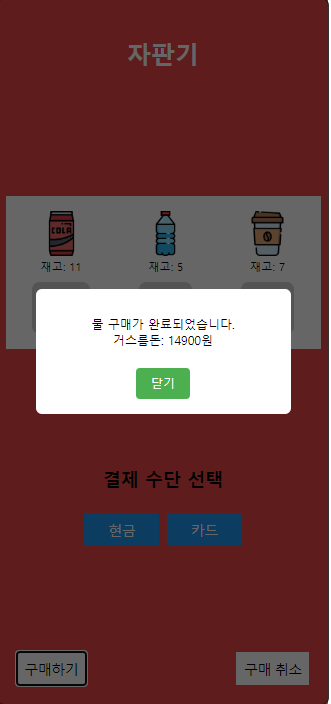 자판기
COLA
재고: 11
재고: 5
재고: 7
물 구매가 완료되었습니다.
거스름돈: 14900원
닫기
결제 수단 선택
현금
카드
구매하기
구매 취소